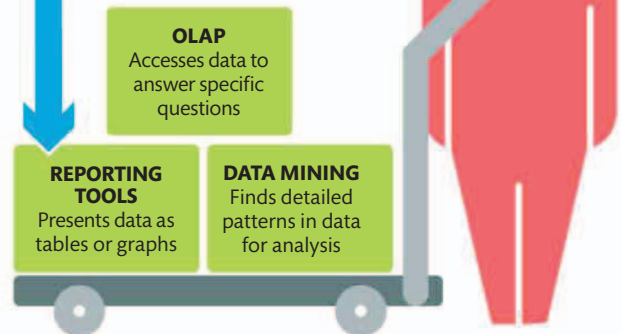 OLAP
Accesses data to
answer specific
questions
REPORTING
TOOLS
Presents data as
tables or graphs
DATA MINING
Finds detailed
patterns in data
for analysis